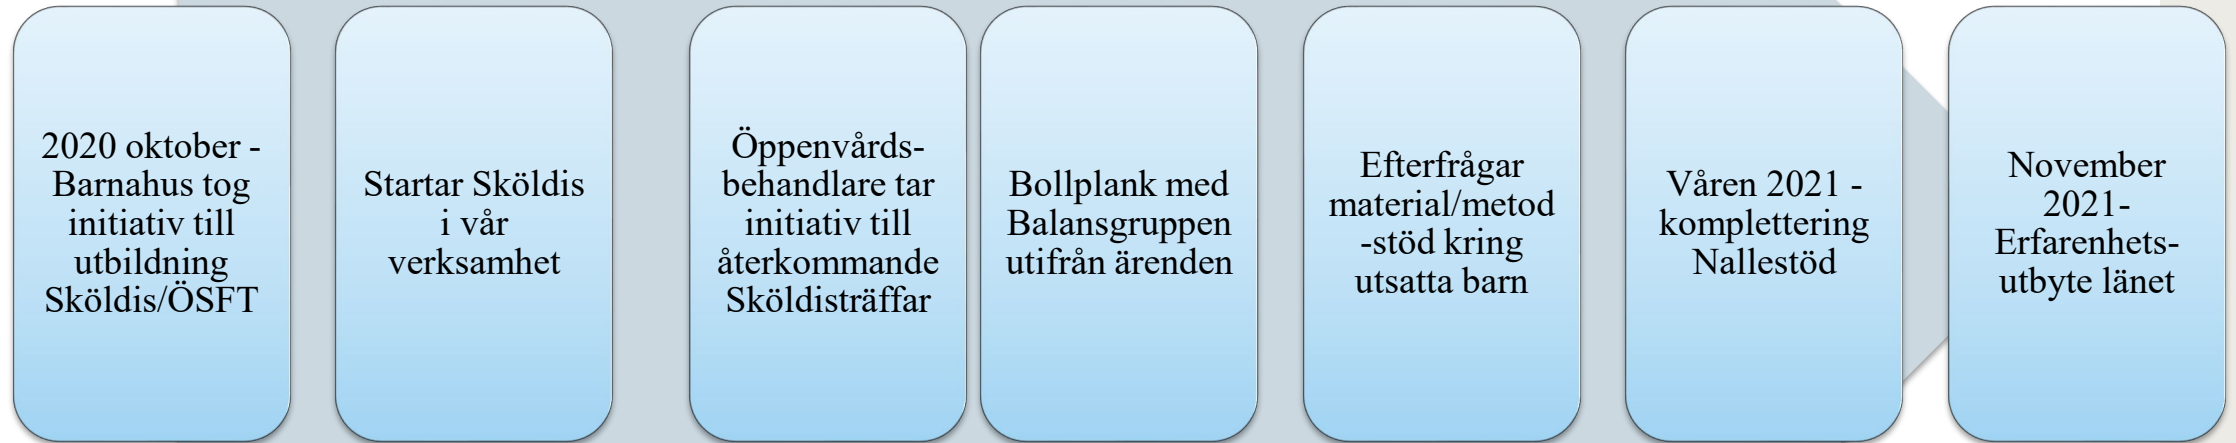 2020 oktober -
Barnahus tog
initiativ till
utbildning
Sköldis/ÖSFT
Startar Sköldis
i vår
verksamhet
Öppenvårds-
behandlare tar
initiativ till
återkommande
Sköldisträffar
Bollplank med
Balansgruppen
utifrån ärenden
Efterfrågar
material/metod
-stöd kring
utsatta barn
Våren 2021 -
komplettering
Nallestöd
November
2021-
Erfarenhets-
utbyte länet